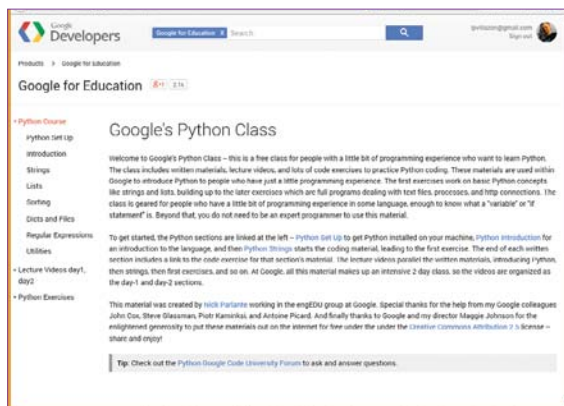 Google
Developers
Google for Education X Search
@gmail.com
Sign out
Products > Google for Education
Google for Education g+1 2.1k
Python Course
Python Set Up
Introduction
Strings
Lists
Sorting
Dicts and Files
Regular Expressions
Utilities
Lecture Videos day1,
day2
Python Exercises
Google's Python Class
Welcome to Google's Python Class – this is a free class for people with a little bit of programming experience who want to learn Python.
The class includes written materials, lecture videos, and lots of code exercises to practice Python coding. These materials are used within
Google to introduce Python to people who have just a little programming experience. The first exercises work on basic Python concepts
like strings and lists, building up to the later exercises which are full programs dealing with text files, processes, and http connections. The
class is geared for people who have a little bit of programming experience in some language, enough to know what a "variable" or "if
statement" is. Beyond that, you do not need to be an expert programmer to use this material.
To get started, the Python sections are linked at the left – Python Set Up to get Python installed on your machine, Python Introduction for
an introduction to the language, and then Python Strings starts the coding material, leading to the first exercise. The end of each written
section includes a link to the code exercise for that section's material. The lecture videos parallel the written materials, introducing Python,
then strings, then first exercises, and so on. At Google, all this material makes up an intensive 2 day class, so the videos are organized as
the day-1 and day-2 sections.
This material was created by Nick Parlante working in the engEDU group at Google. Special thanks for the help from my Google colleagues
John Cox, Steve Glassman, Piotr Kaminksi, and Antoine Picard. And finally thanks to Google and my director Maggie Johnson for the
enlightened generosity to put these materials out on the internet for free under the under the Creative Commons Attribution 2.5 license –
share and enjoy!
Tip: Check out the Python Google Code University Forum to ask and answer questions.